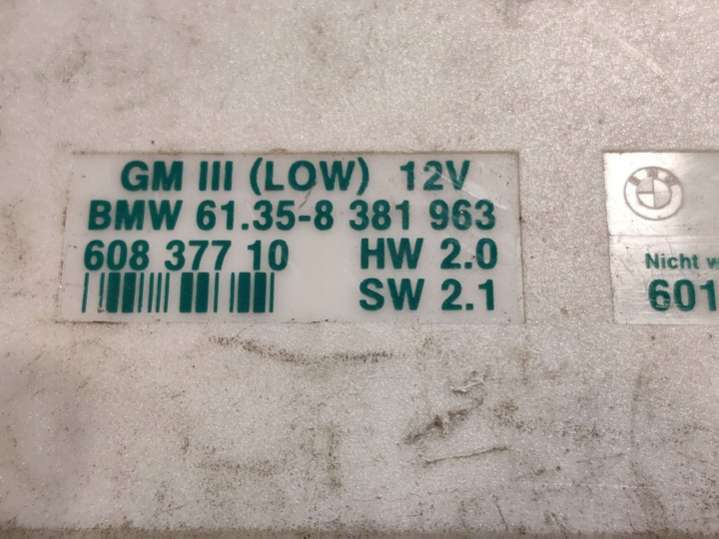 GM III (LOW) 12V
BMW 61.35-8 381 963
608 377 10 HW 2.0
SW 2.1
Nicht
601